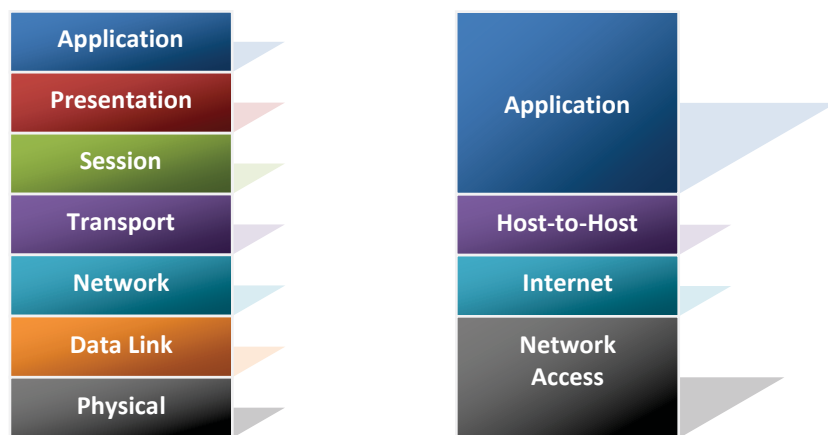 Application
Presentation
Session
Transport
Network
Data Link
Physical
Application
Host-to-Host
Internet
Network
Access